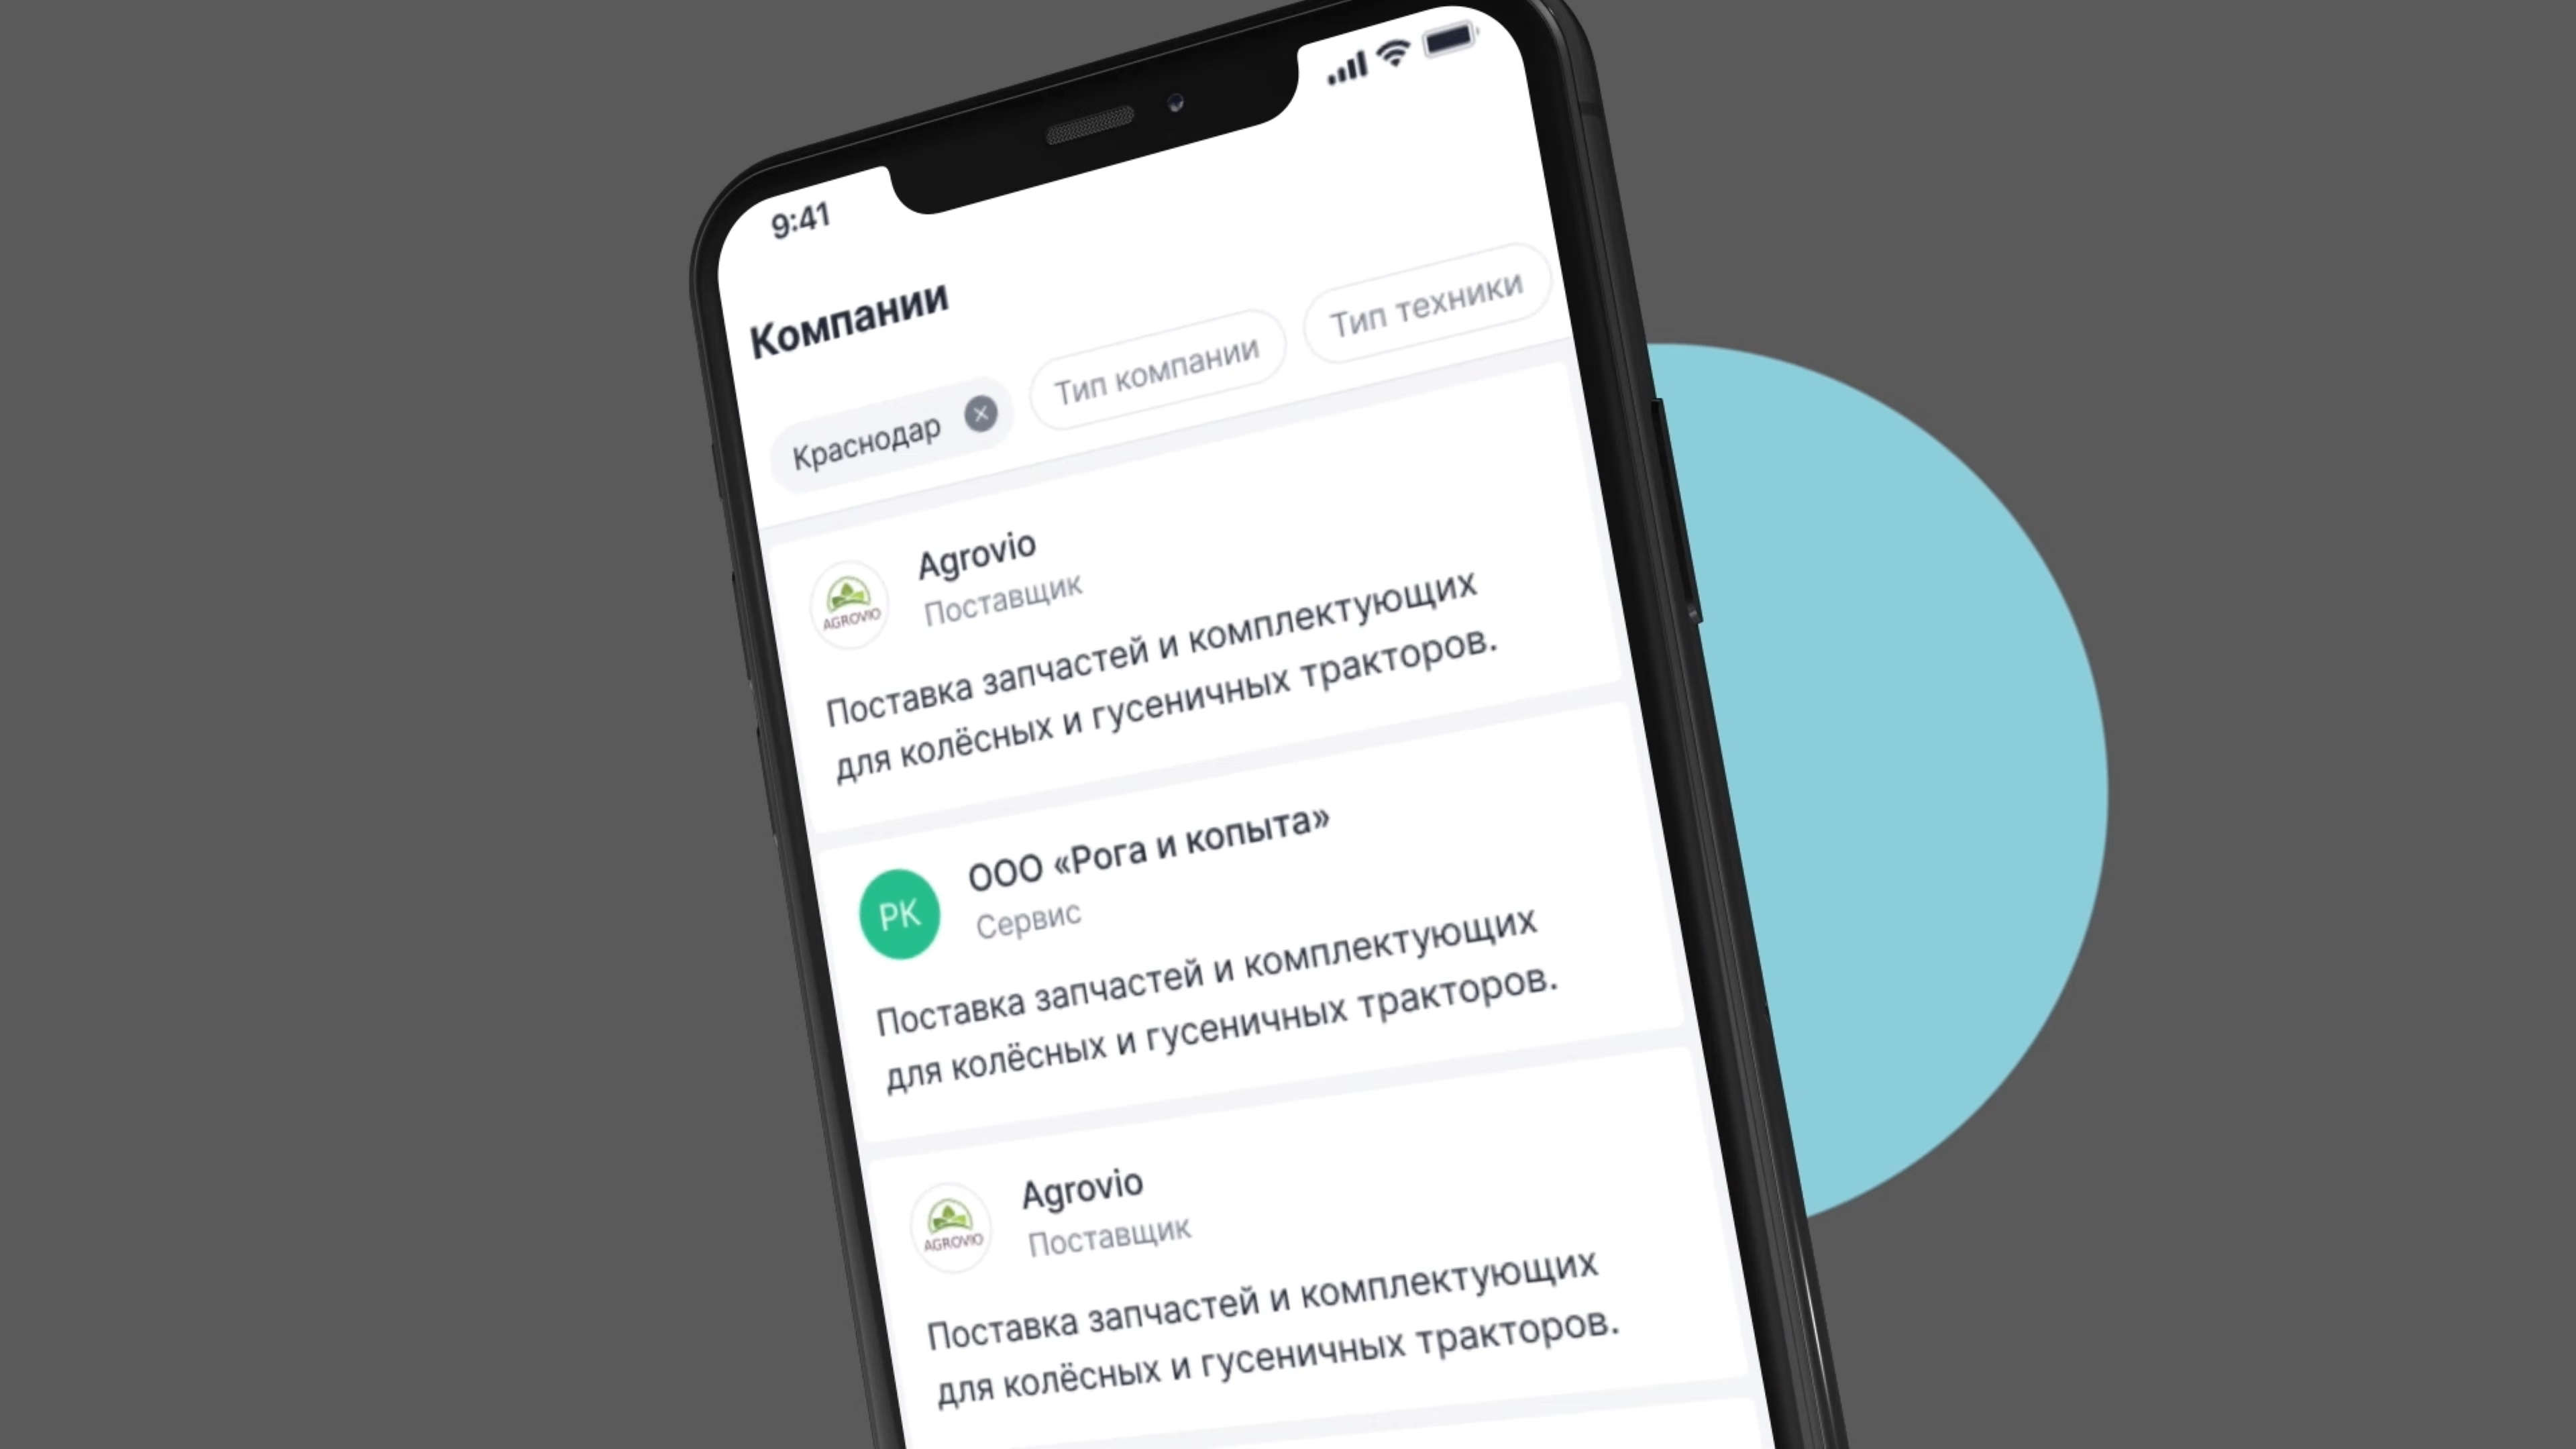 9:41
Компании
Краснодар
Тип компании
Тип техники
AGROVIO
Agrovio
Поставщик
Поставка запчастей и комплектующих
для колёсных и гусеничных тракторов.
РК
ООО «Рога и копыта»
Сервис
Поставка запчастей и комплектующих
для колёсных и гусеничных тракторов.
AGROVIO
Agrovio
Поставщик
Поставка запчастей и комплектующих
для колёсных и гусеничных тракторов.